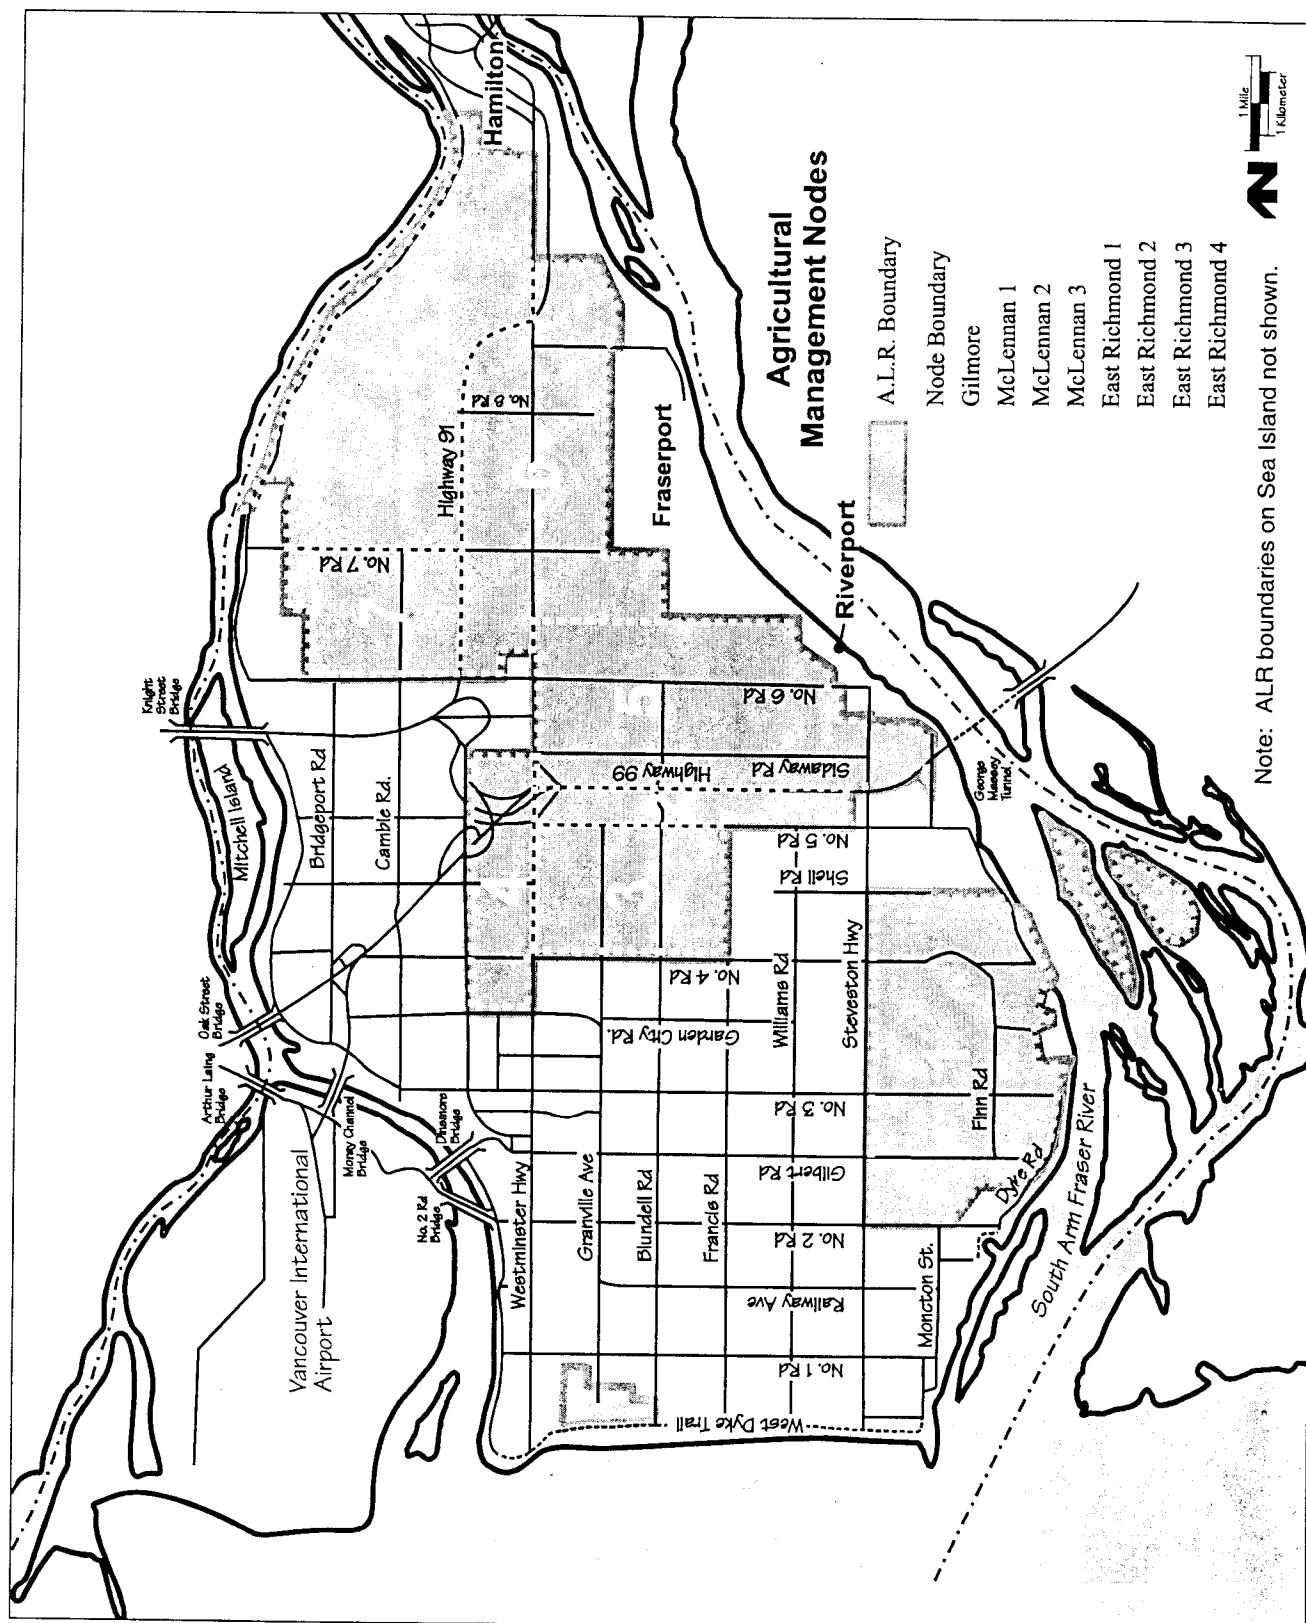 Hamilton
Knight
Street
Bridge
Mitchell Island
Oak Street
Bridge
Arthur Laing
Bridge
Moray Channel
Bridge
Dinsmore
Bridge
No. 2 Rd
Bridge
Vancouver International
Airport
Bridgeport Rd
Camble Rd.
No. 7 Rd
Highway 91
No. 8 Rd
Westminster Hwy
Granville Ave
Blundell Rd
Francis Rd
Williams Rd
Steveston Hwy
Finn Rd
Moncton St.
Dyke Rd
West Dyke Trail
No. 1 Rd
Railway Ave
No. 2 Rd
Gilbert Rd
No. 3 Rd
Garden City Rd.
No. 4 Rd
Shell Rd
No. 5 Rd
Highway 99
Sidaway Rd
No. 6 Rd
3
4
5
6
7
Fraserport
Riverport
George
Massey
Tunnel
South Arm Fraser River
Agricultural
Management Nodes
A.L.R. Boundary
Node Boundary
Gilmore
McLennan 1
McLennan 2
McLennan 3
East Richmond 1
East Richmond 2
East Richmond 3
East Richmond 4
Note: ALR boundaries on Sea Island not shown.
N
1 Mile
1 Kilometer